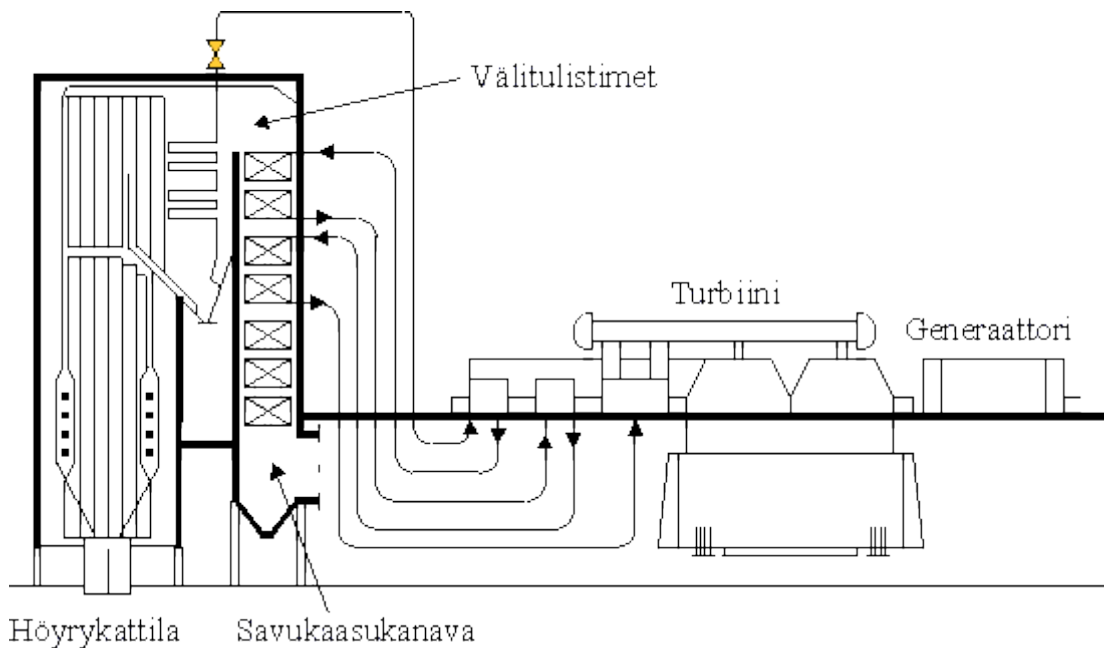 Välitulistimet
Turbiini
Generaattori
Höyrykattila
Savukaasukanava